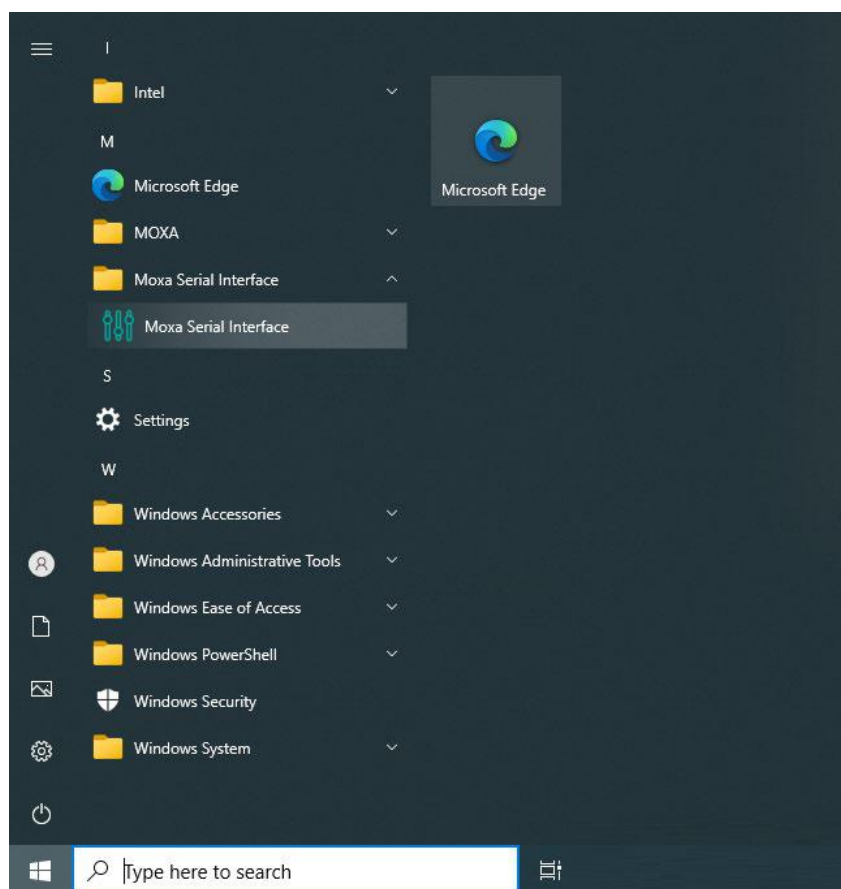 I
Intel
M
Microsoft Edge
MOXA
Moxa Serial Interface
Moxa Serial Interface
S
Settings
W
Windows Accessories
Windows Administrative Tools
Windows Ease of Access
Windows PowerShell
Windows Security
Windows System
Microsoft Edge
Type here to search